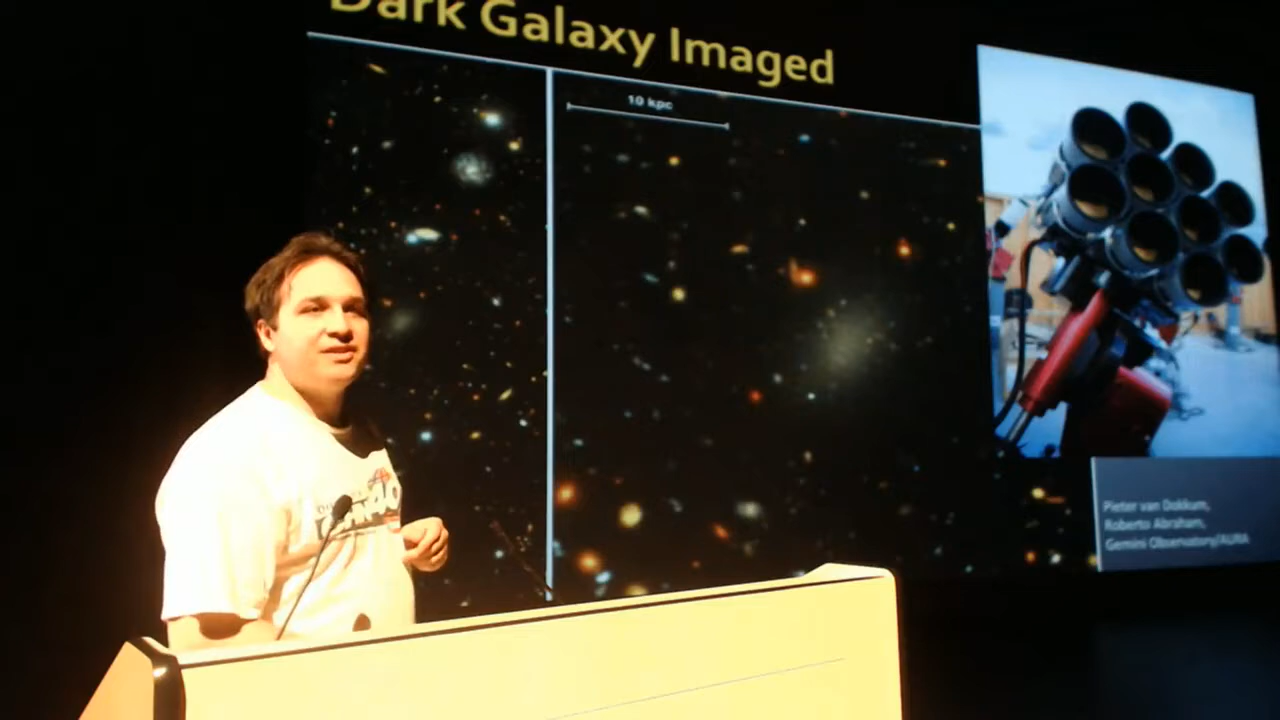 Dark Galaxy Imaged
10 kpc
Pieter van Dokkum,
Roberto Abraham,
Gemini Observatory/AURA